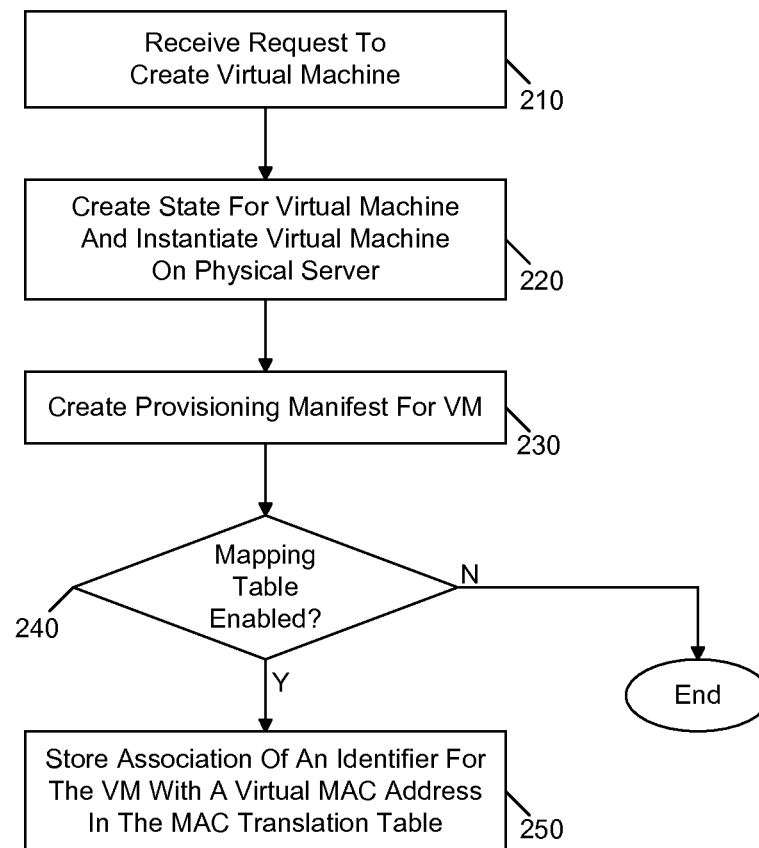 Receive Request To
Create Virtual Machine
210
Create State For Virtual Machine
And Instantiate Virtual Machine
On Physical Server
220
Create Provisioning Manifest For VM
230
Mapping
Table
Enabled?
N
240
Y
End
Store Association Of An Identifier For
The VM With A Virtual MAC Address
In The MAC Translation Table
250